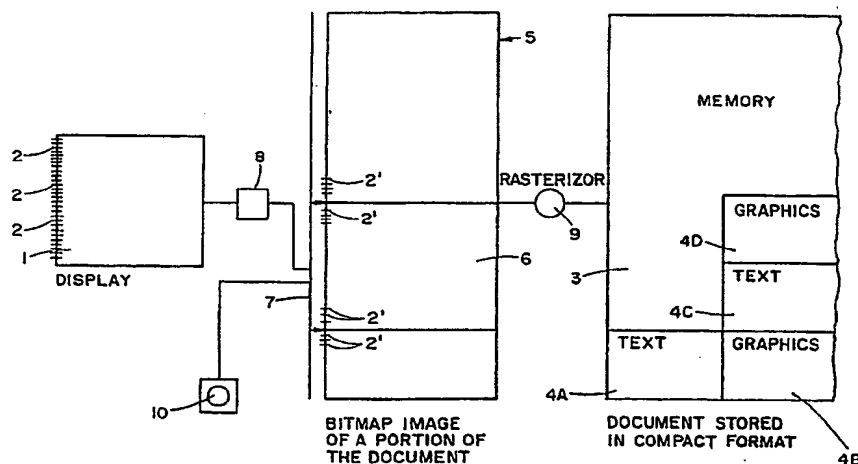 5
MEMORY
2
8
2'
RASTERIZOR
2
2'
GRAPHICS
2
9
4D
1
6
3
TEXT
DISPLAY
7
4C
2'
2'
TEXT
GRAPHICS
10
4A
BITMAP IMAGE
OF A PORTION OF
THE DOCUMENT
DOCUMENT STORED
IN COMPACT FORMAT
4B